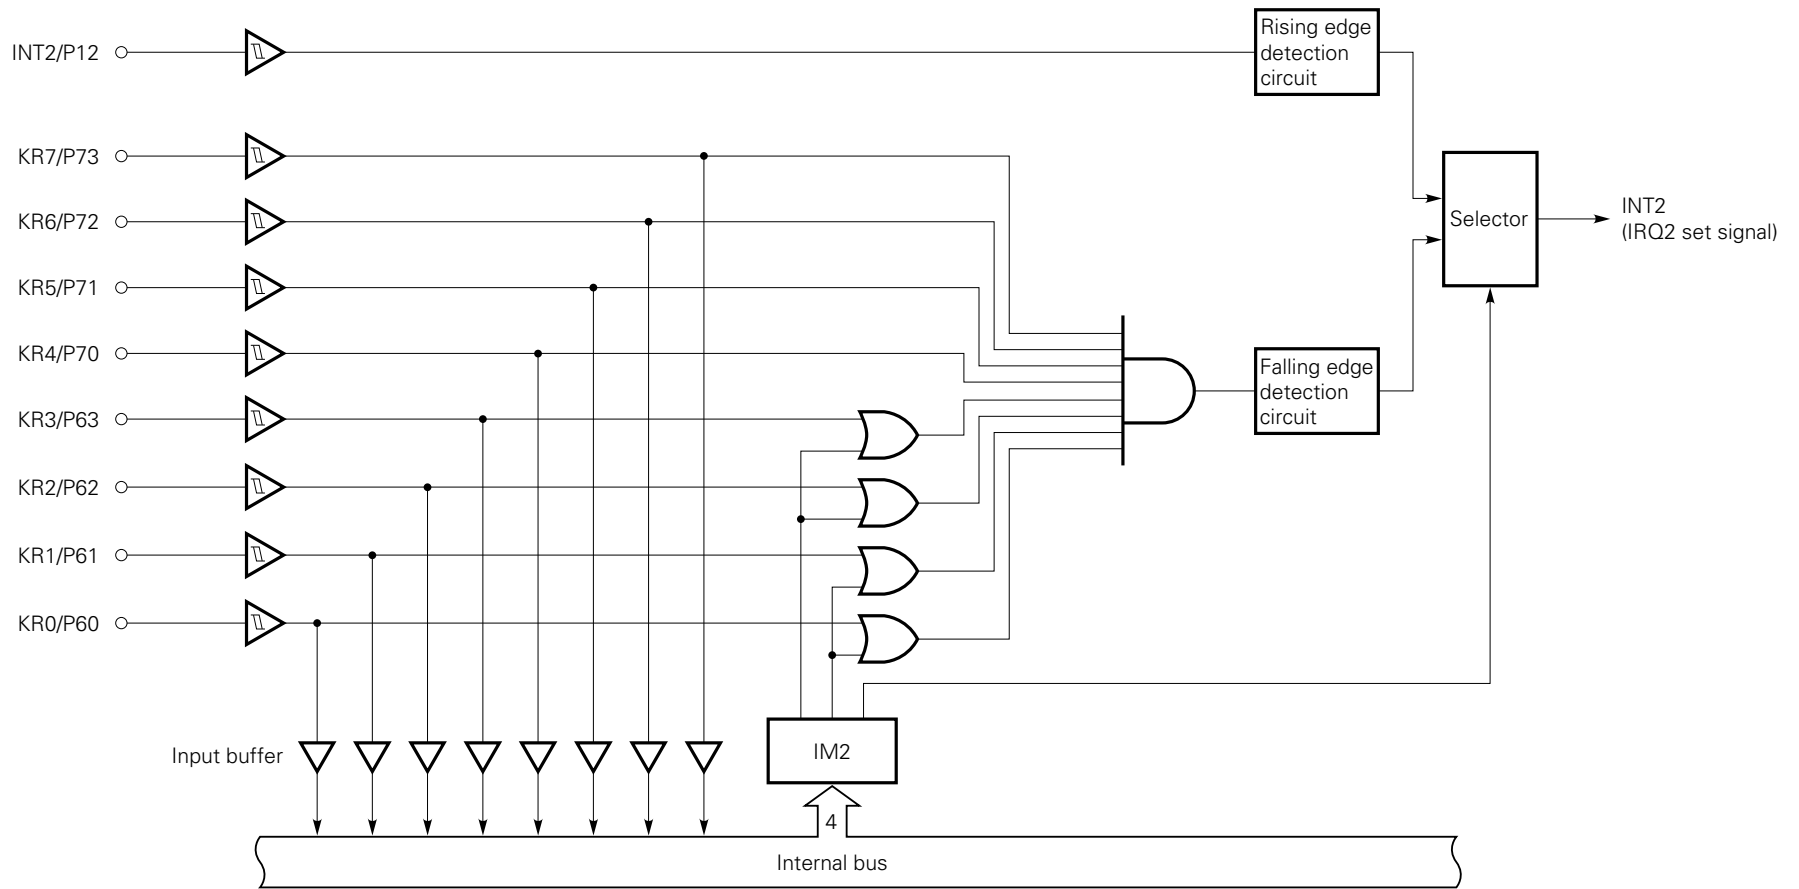 INT2/P12
Rising edge
detection
circuit
KR7/P73
KR6/P72
KR5/P71
KR4/P70
KR3/P63
KR2/P62
KR1/P61
KR0/P60
Selector
INT2
(IRQ2 set signal)
Falling edge
detection
circuit
Input buffer
IM2
4
Internal bus